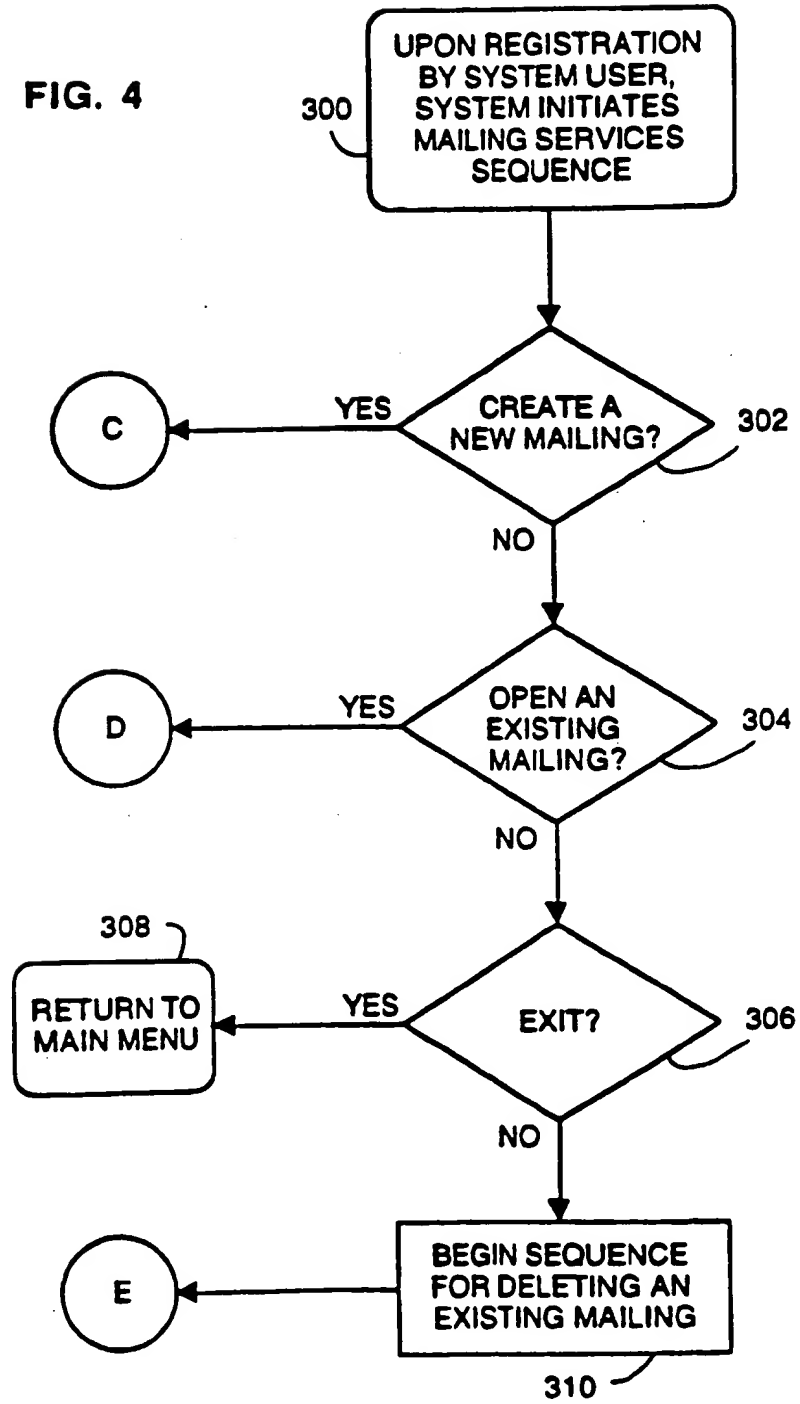 FIG. 4
300
UPON REGISTRATION
BY SYSTEM USER,
SYSTEM INITIATES
MAILING SERVICES
SEQUENCE
C
YES
CREATE A
NEW MAILING?
302
NO
D
YES
OPEN AN
EXISTING
MAILING?
304
NO
308
RETURN TO
MAIN MENU
YES
EXIT?
306
NO
E
BEGIN SEQUENCE
FOR DELETING AN
EXISTING MAILING
310